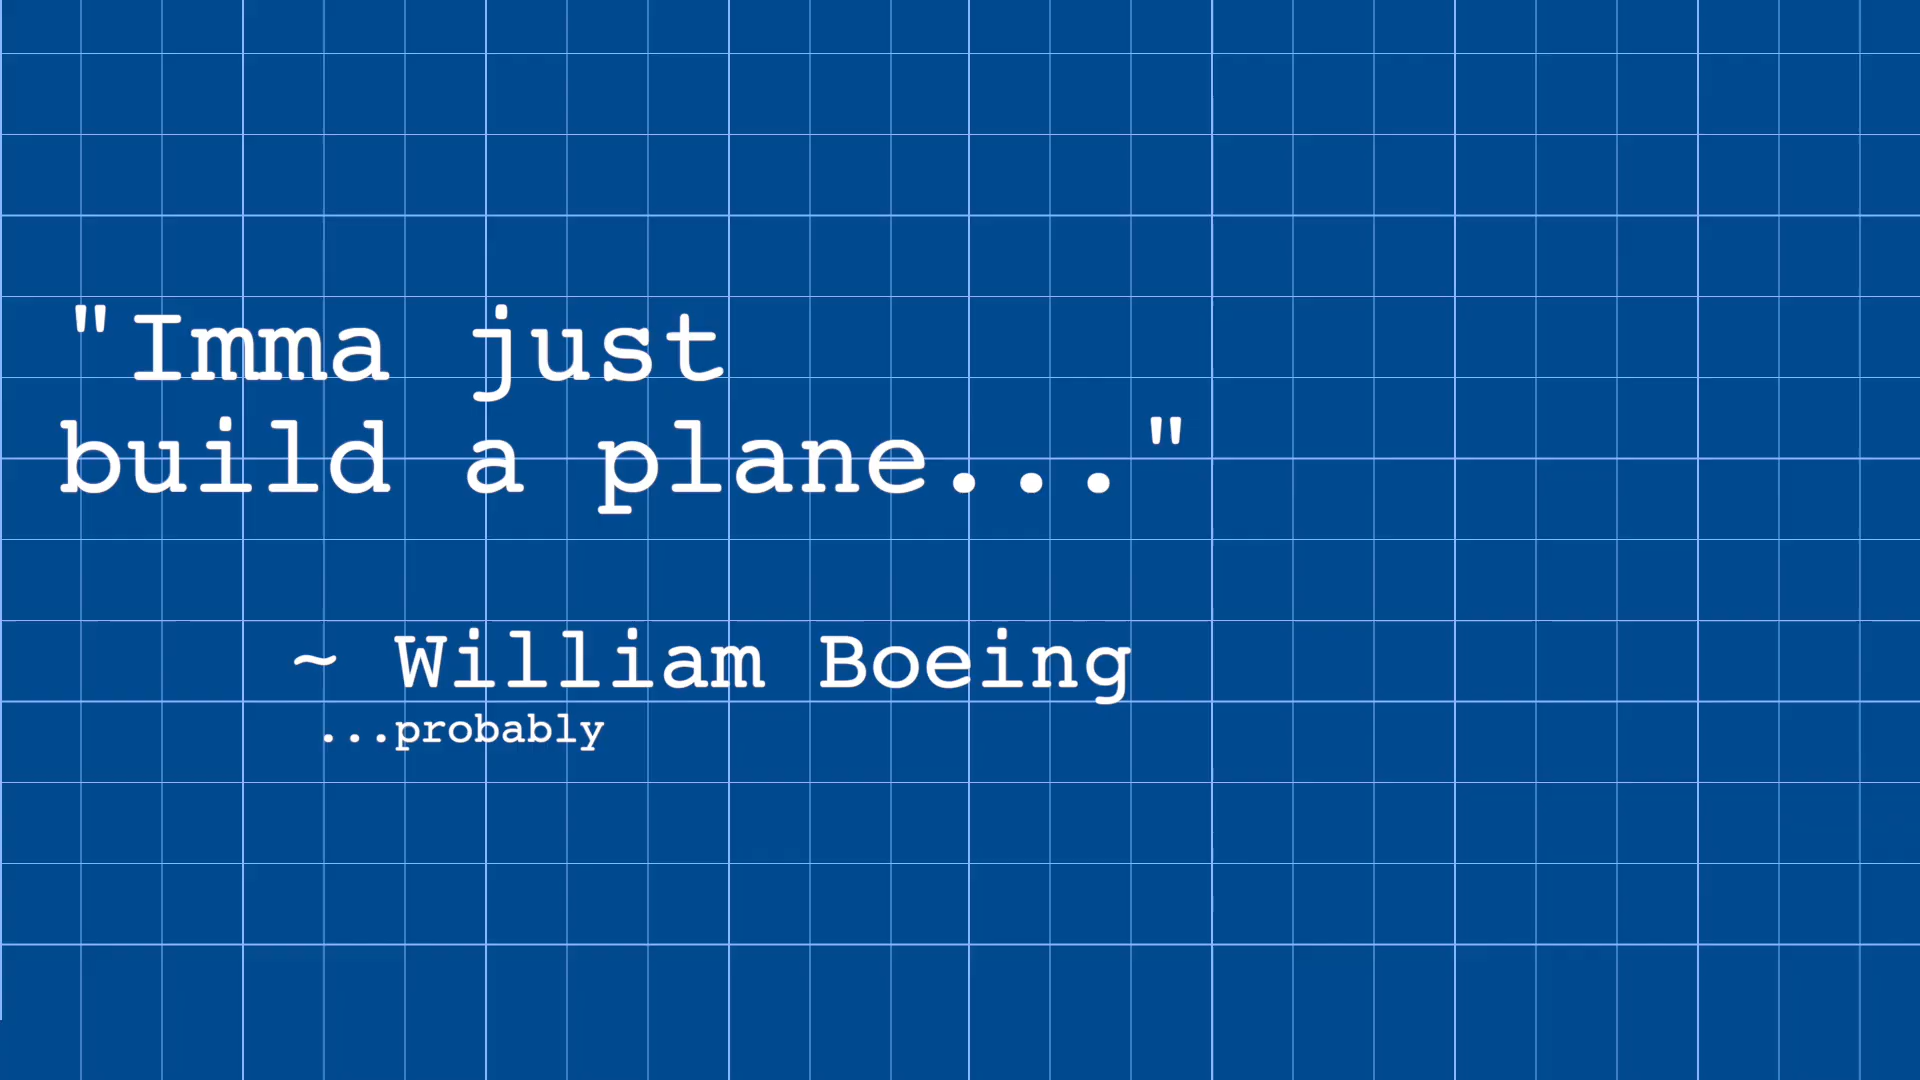 "Imma just
build a plane..."
~ William Boeing
...probably